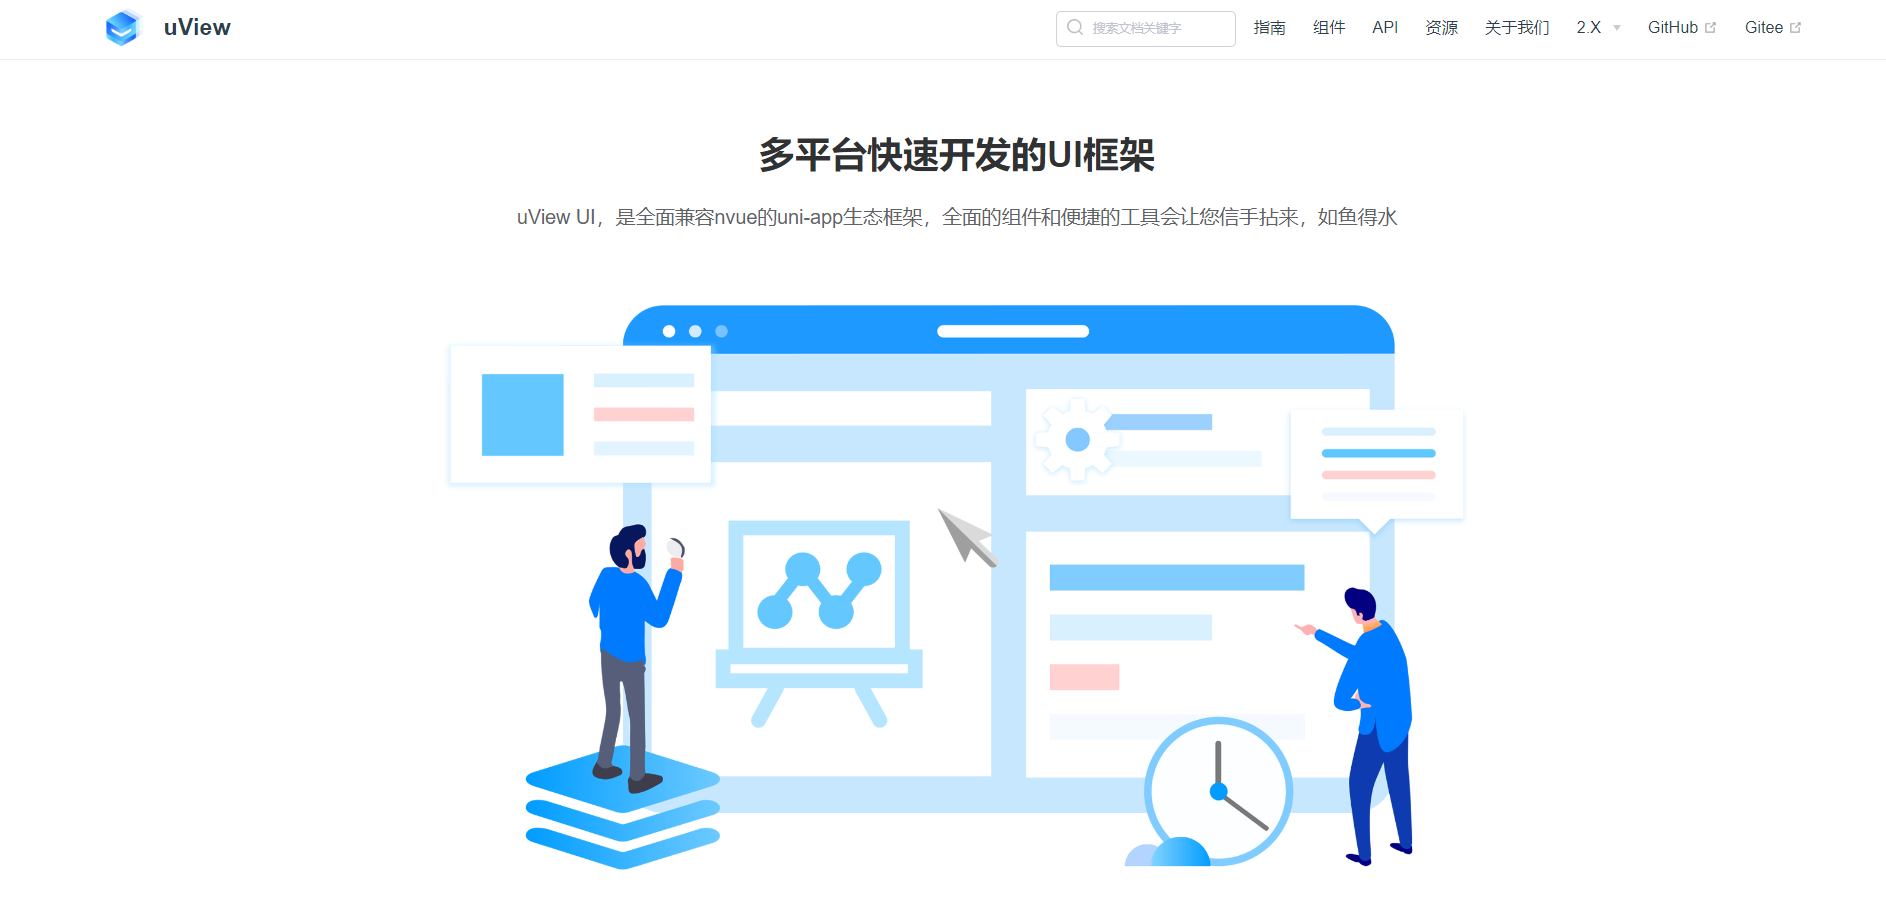 uView
搜索文档关键字
指南
组件
API
资源
关于我们
2.X
GitHub
Gitee
多平台快速开发的UI框架
uView UI，是全面兼容nvue的uni-app生态框架，全面的组件和便捷的工具会让您信手拈来，如鱼得水